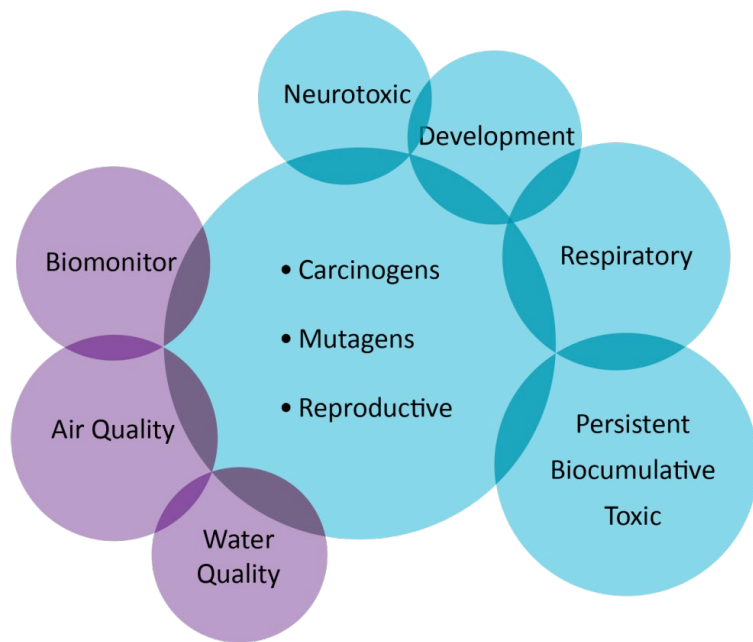 Neurotoxic
Development
Biomonitor
• Carcinogens
Respiratory
• Mutagens
• Reproductive
Air Quality
Persistent
Biocumulative
Toxic
Water
Quality